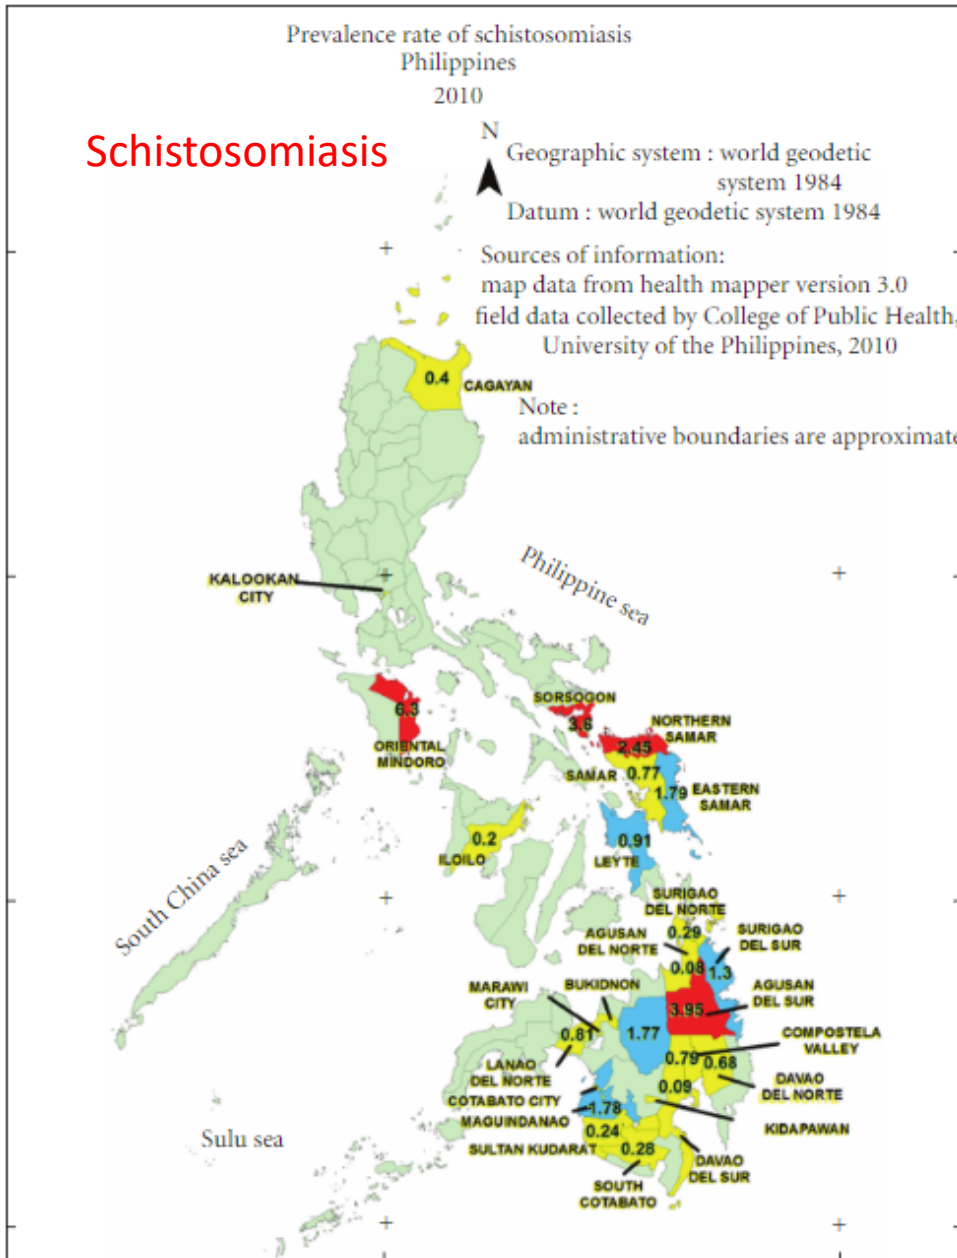 Prevalence rate of schistosomiasis
Philippines
2010
Schistosomiasis
N
Geographic system : world geodetic
system 1984
Datum : world geodetic system 1984
Sources of information:
map data from health mapper version 3.0
field data collected by College of Public Health,
University of the Philippines, 2010
Note :
administrative boundaries are approximate
0.4
CAGAYAN
Philippine sea
KALOOKAN
CITY
SORSOGON
3.6
6.3
ORIENTAL
MINDORO
NORTHERN
SAMAR
2.45
SAMAR
0.77
1.79
EASTERN
SAMAR
0.2
ILOILO
0.91
LEYTE
South China sea
SURIGAO
DEL NORTE
0.29
AGUSAN
DEL NORTE
0.08
SURIGAO
DEL SUR
1.3
MARAWI
CITY
BUKIDNON
AGUSAN
DEL SUR
3.95
0.81
1.77
COMPOSTELA
VALLEY
0.79
0.68
LANAO
DEL NORTE
DAVAO
DEL NORTE
0.09
COTABATO CITY
1.78
MAGUINDANAO
KIDAPAWAN
Sulu sea
0.24
SULTAN KUDARAT
0.28
DAVAO
DEL SUR
SOUTH
COTABATO